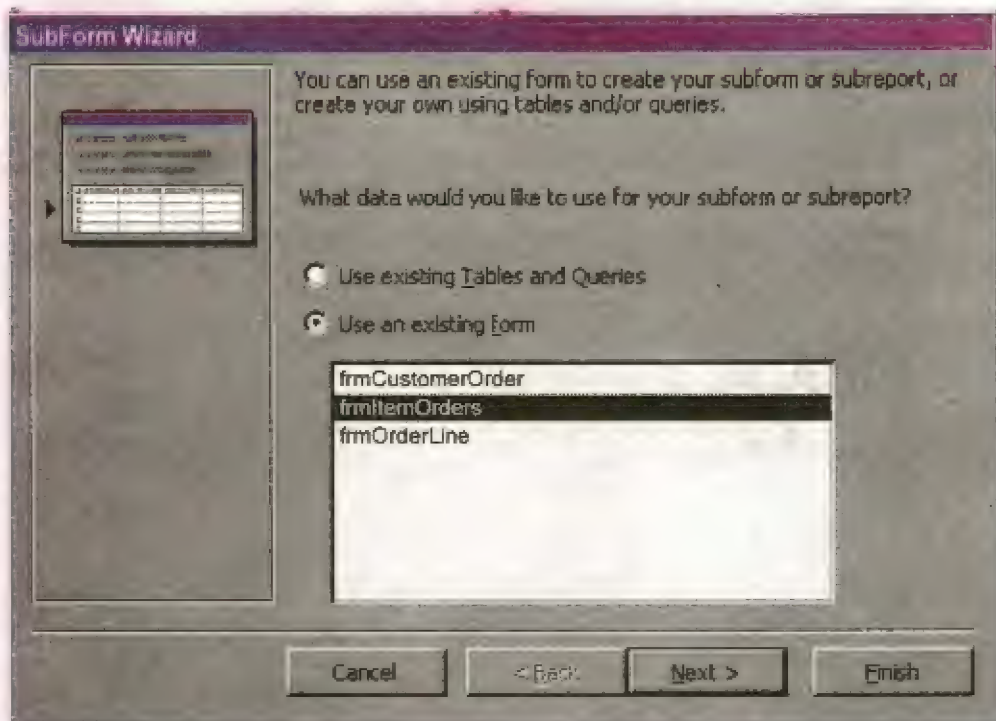 SubForm Wizard
You can use an existing form to create your subform or subreport, or
create your own using tables and/or queries.
What data would you like to use for your subform or subreport?
Use existing Tables and Queries
Use an existing Form
frmCustomerOrder
frmItemOrders
frmOrderLine
Cancel
< Back
Next >
Finish